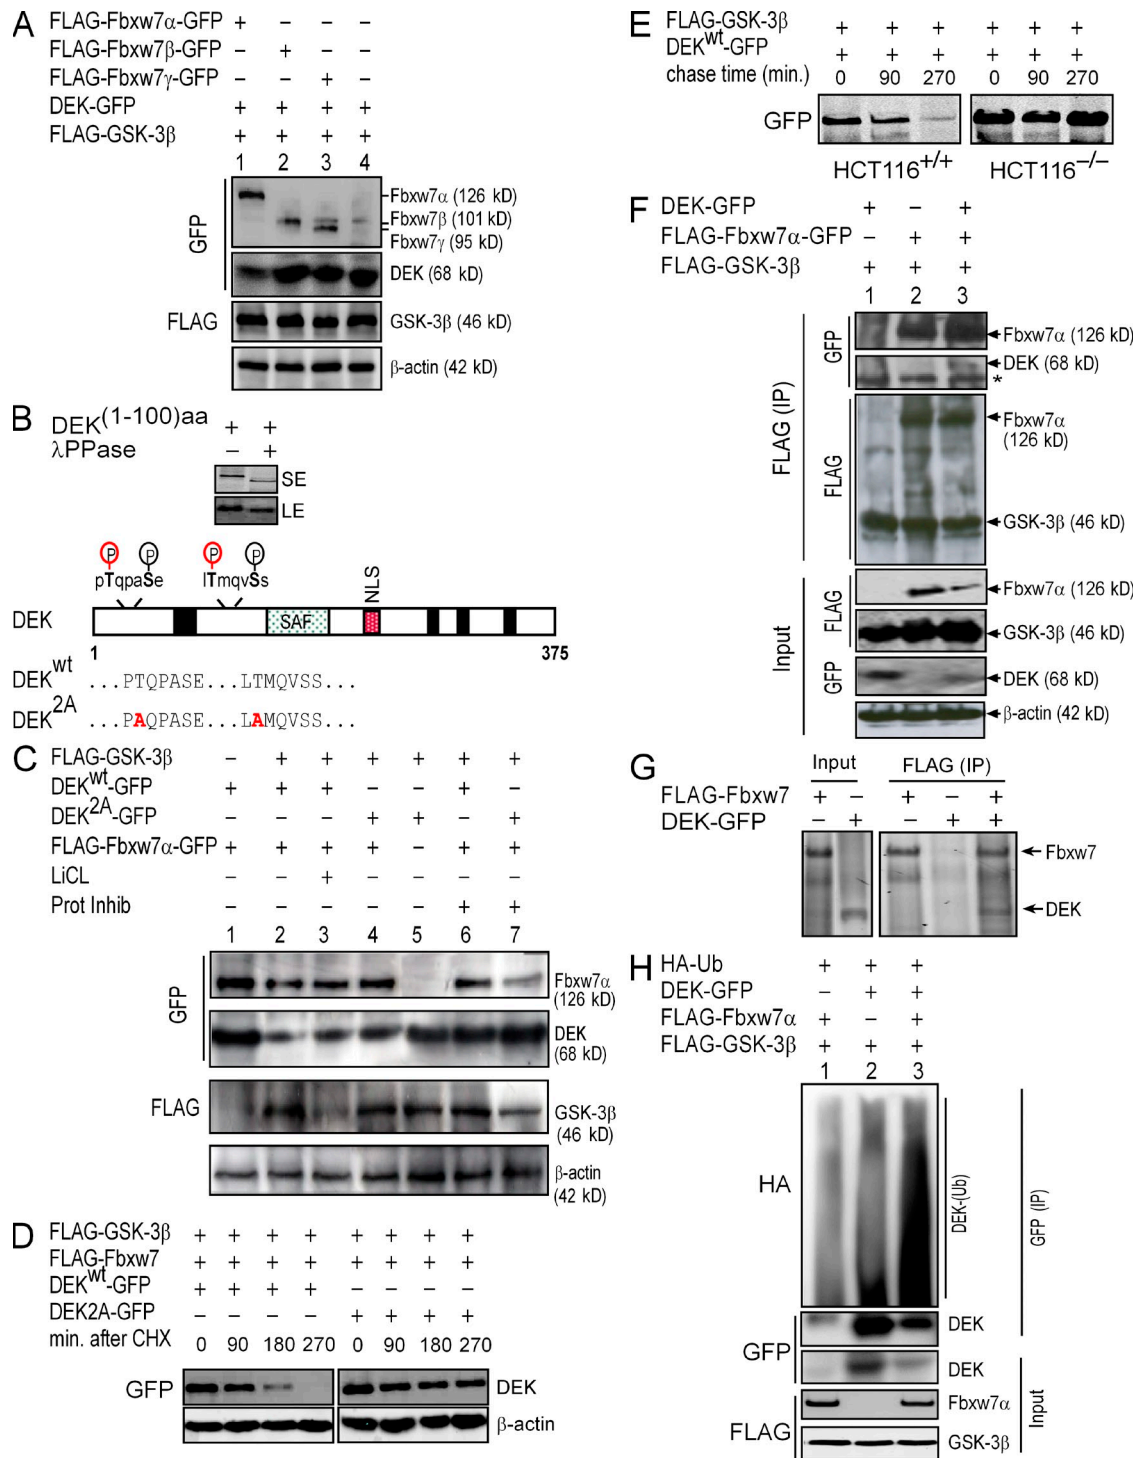 A
FLAG-Fbxw7α-GFP + − − −
FLAG-Fbxw7β-GFP − + − −
FLAG-Fbxw7γ-GFP − − + −
DEK-GFP + + + +
FLAG-GSK-3β + + + +
1 2 3 4
GFP
Fbxw7α (126 kD)
Fbxw7β (101 kD)
Fbxw7γ (95 kD)
DEK (68 kD)
FLAG
GSK-3β (46 kD)
β-actin (42 kD)
B
DEK(1-100)aa + +
λPPase − +
SE
LE
P P P P
pTqpaSe lTmqvSs
NLS
DEK
SAF
1 375
DEKwt ...PTQPASE...LTMQVSS...
DEK2A ...PAQPASE...LAMQVSS...
C
FLAG-GSK-3β − + + + + + +
DEKwt-GFP + + + − − + −
DEK2A-GFP − − − + + − +
FLAG-Fbxw7α-GFP + + + + − + +
LiCL − − + − − − −
Prot Inhib − − − − − + +
1 2 3 4 5 6 7
GFP
Fbxw7α (126 kD)
DEK (68 kD)
FLAG
GSK-3β (46 kD)
β-actin (42 kD)
D
FLAG-GSK-3β + + + + + + + +
FLAG-Fbxw7 + + + + + + + +
DEKwt-GFP + + + + − − − −
DEK2A-GFP − − − − + + + +
min. after CHX 0 90 180 270 0 90 180 270
GFP
DEK
β-actin
E
FLAG-GSK-3β + + + + + +
DEKwt-GFP + + + + + +
chase time (min.) 0 90 270 0 90 270
GFP
HCT116+/+ HCT116−/−
F
DEK-GFP + − +
FLAG-Fbxw7α-GFP − + +
FLAG-GSK-3β + + +
1 2 3
FLAG (IP)
GFP
Fbxw7α (126 kD)
DEK (68 kD)
*
FLAG
Fbxw7α
(126 kD)
GSK-3β (46 kD)
Input
FLAG
Fbxw7α (126 kD)
GSK-3β (46 kD)
GFP
DEK (68 kD)
β-actin (42 kD)
G
Input FLAG (IP)
FLAG-Fbxw7 + − + − +
DEK-GFP − + − + +
Fbxw7
DEK
H
HA-Ub + + +
DEK-GFP − + +
FLAG-Fbxw7α + − +
FLAG-GSK-3β + + +
1 2 3
HA
DEK-(Ub)
GFP (IP)
GFP
DEK
DEK
Input
FLAG
Fbxw7α
GSK-3β